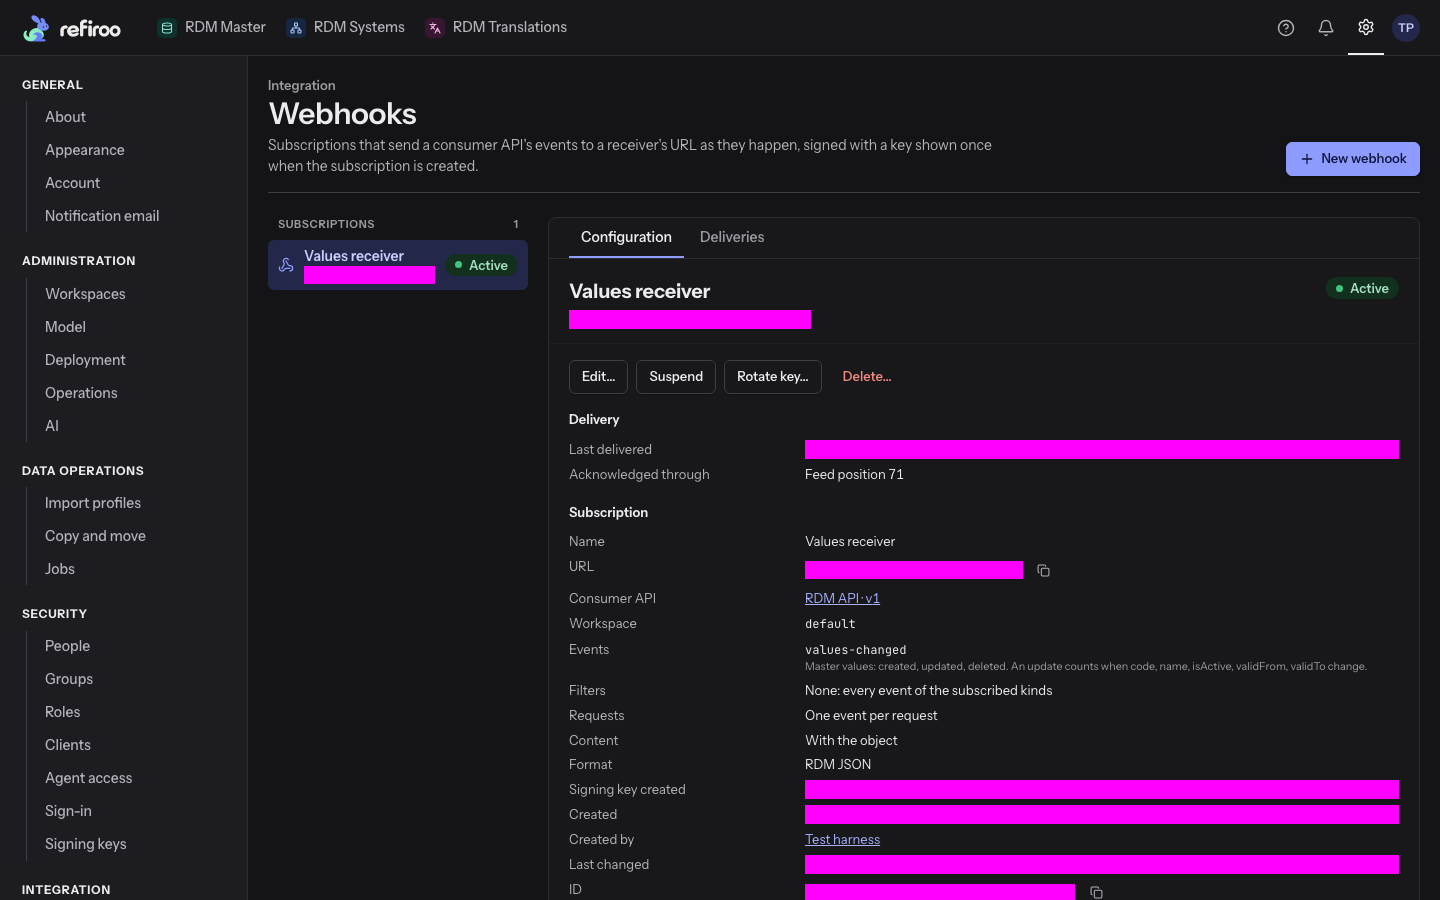 refiroo
RDM Master
RDM Systems
RDM Translations
TP
GENERAL
About
Appearance
Account
Notification email
ADMINISTRATION
Workspaces
Model
Deployment
Operations
AI
DATA OPERATIONS
Import profiles
Copy and move
Jobs
SECURITY
People
Groups
Roles
Clients
Agent access
Sign-in
Signing keys
INTEGRATION
Integration
Webhooks
Subscriptions that send a consumer API's events to a receiver's URL as they happen, signed with a key shown once
when the subscription is created.
New webhook
SUBSCRIPTIONS 1
Values receiver
Active
Configuration
Deliveries
Values receiver
Active
Edit...
Suspend
Rotate key...
Delete...
Delivery
Last delivered
Acknowledged through Feed position 71
Subscription
Name Values receiver
URL
Consumer API RDM API · v1
Workspace default
Events values-changed
Master values: created, updated, deleted. An update counts when code, name, isActive, validFrom, validTo change.
Filters None: every event of the subscribed kinds
Requests One event per request
Content With the object
Format RDM JSON
Signing key created
Created
Created by Test harness
Last changed
ID